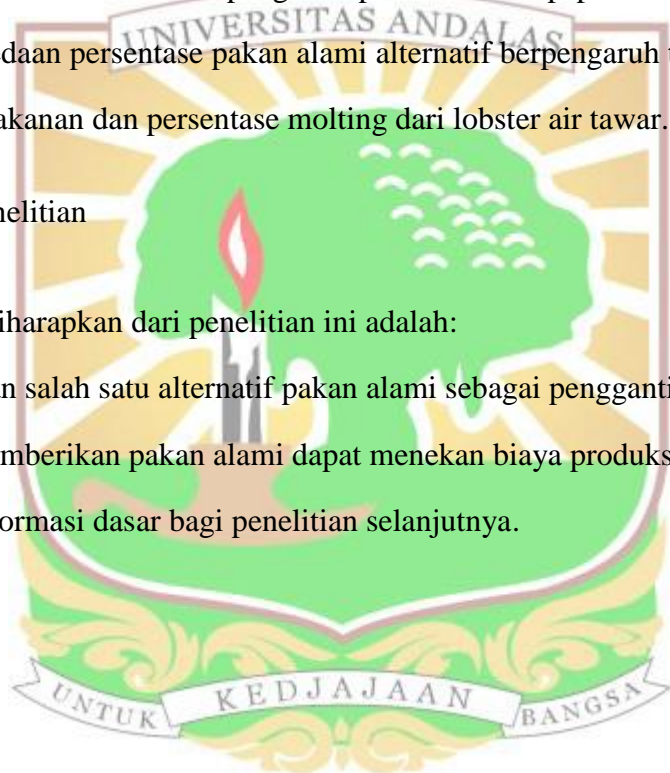 UNIVERSITAS ANDALAS
daan persentase pakan alami alternatif berpengaruh
akanan dan persentase molting dari lobster air tawar.
nelitian
iharapkan dari penelitian ini adalah:
n salah satu alternatif pakan alami sebagai pengganti
mberikan pakan alami dapat menekan biaya produks
ormasi dasar bagi penelitian selanjutnya.
UNTUK KEDJAJAAN BANGSA